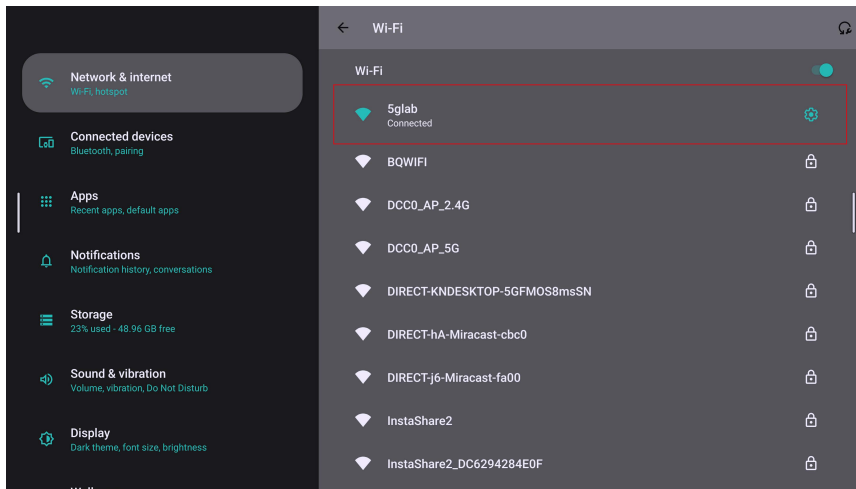 Wi-Fi
Network & internet
Wi-Fi, hotspot
Connected devices
Bluetooth, pairing
Apps
Recent apps, default apps
Notifications
Notification history, conversations
Storage
23% used - 48.96 GB free
Sound & vibration
Volume, vibration, Do Not Disturb
Display
Dark theme, font size, brightness
Wi-Fi
5glab
Connected
BQWIFI
DCC0_AP_2.4G
DCC0_AP_5G
DIRECT-KNDESKTOP-5GFMOS8msSN
DIRECT-hA-Miracast-cbc0
DIRECT-j6-Miracast-fa00
InstaShare2
InstaShare2_DC6294284E0F